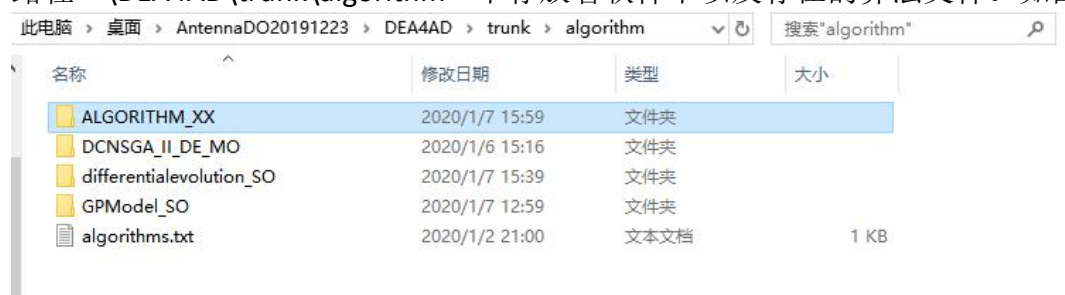 此电脑 › 桌面 › AntennaDO20191223 › DEA4AD › trunk › algorithm 搜索"algorithm"
名称 修改日期 类型 大小
ALGORITHM_XX 2020/1/7 15:59 文件夹
DCNSGA_II_DE_MO 2020/1/6 15:16 文件夹
differentialevolution_SO 2020/1/7 15:39 文件夹
GPModel_SO 2020/1/7 12:59 文件夹
algorithms.txt 2020/1/2 21:00 文本文档 1 KB